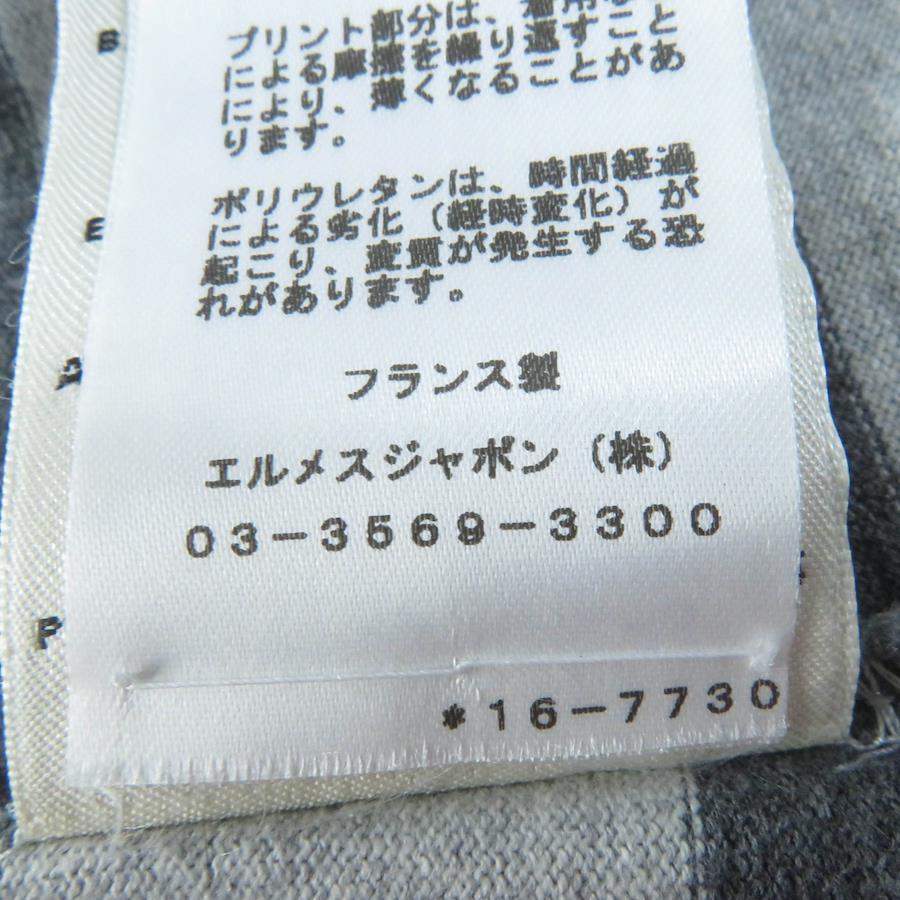 プリント部分は、着用
による摩擦を繰り返すこと
により、薄くなることがあ
ります。
ポリウレタンは、時間経過
による劣化（経時変化）が
起こり、変質が発生する恐
れがあります。
フランス製
エルメスジャポン（株）
03-3569-3300
*16-7730
B
E
A
P